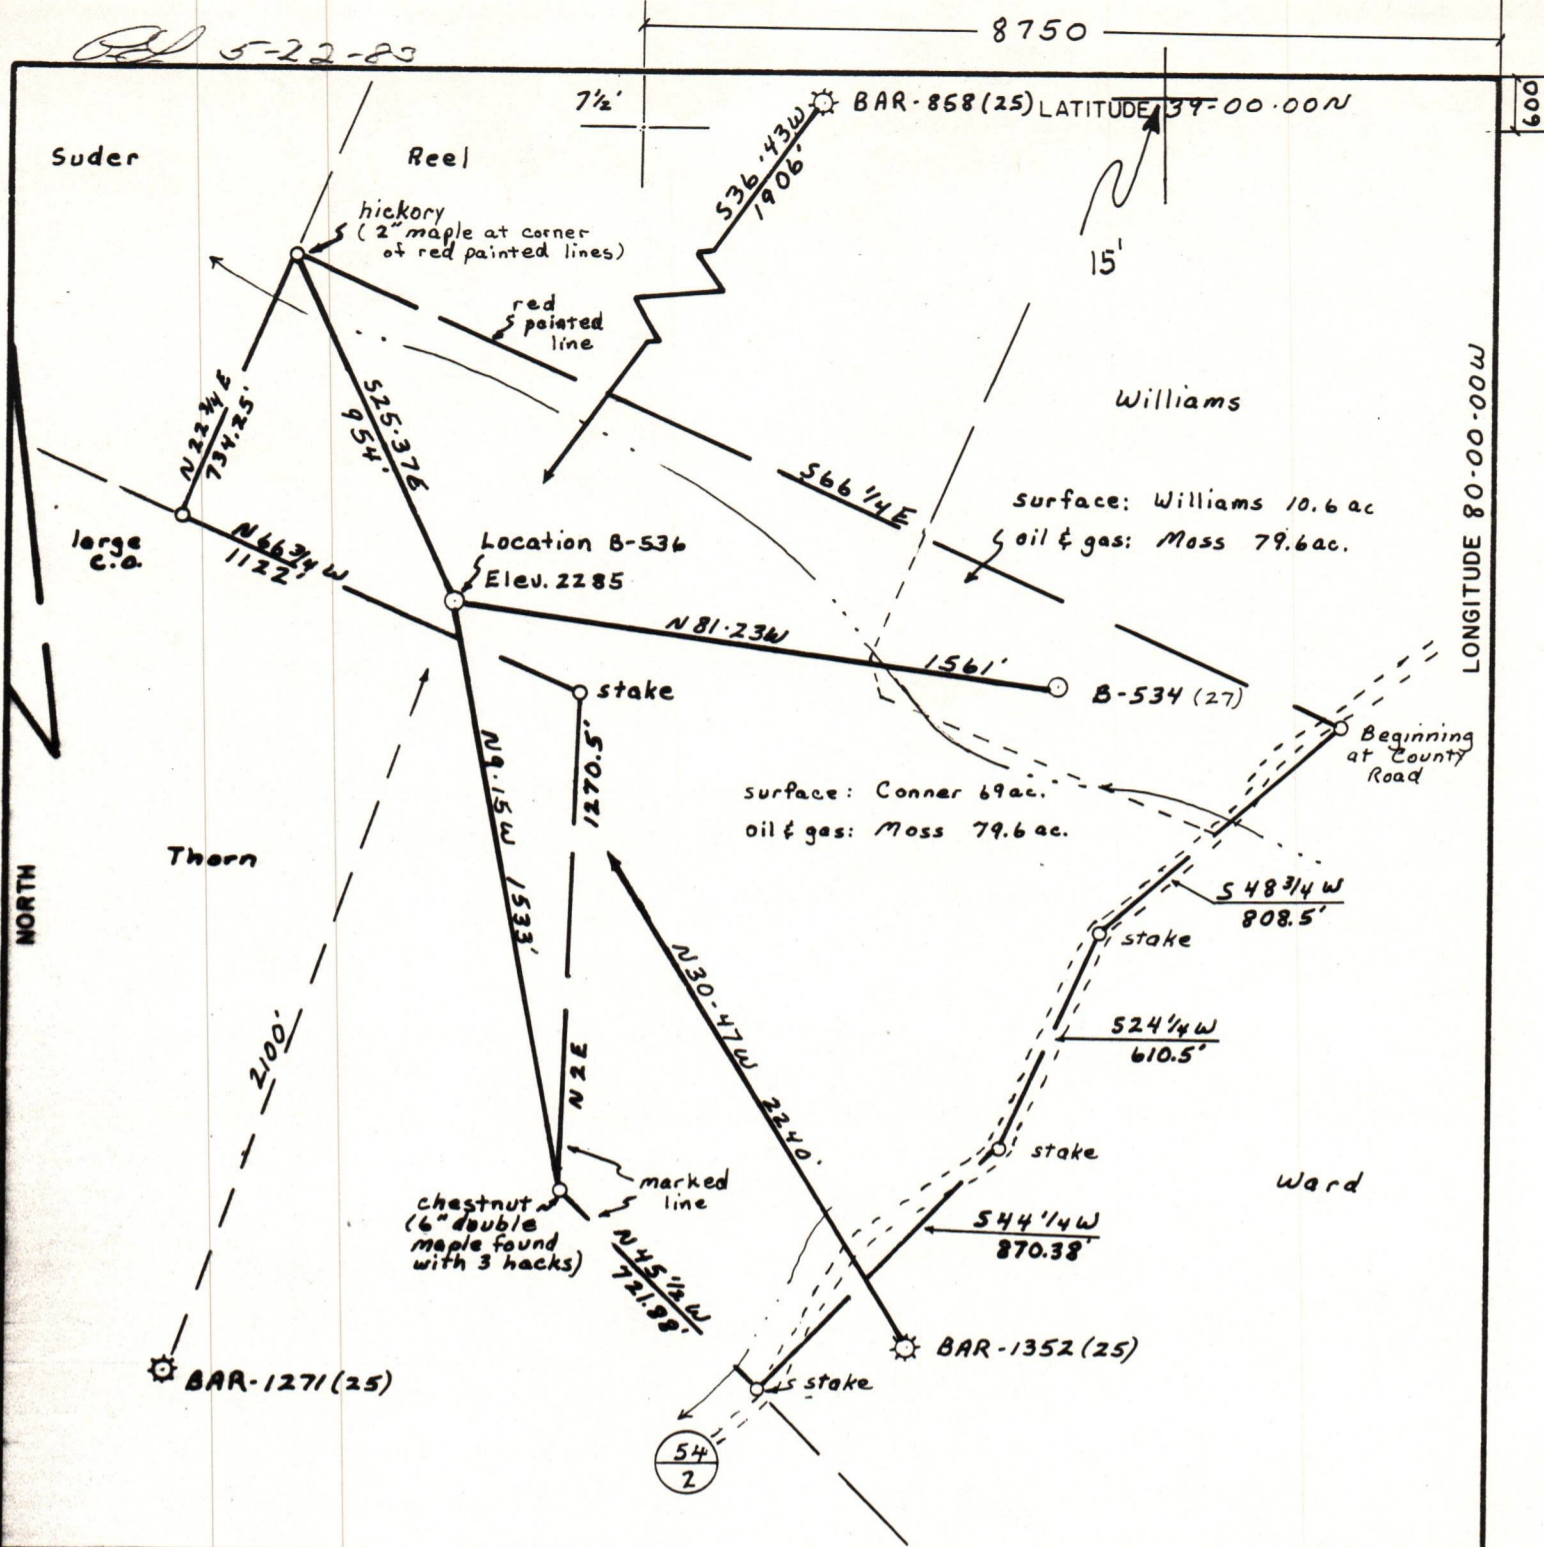 5-22-83
8750
600
7½'
BAR-858(25)
LATITUDE 39-00.00N
15'
Suder
Reel
S36.43W
1906'
hickory
(2" maple at corner
of red painted lines)
red
painted
line
Williams
LONGITUDE 80-00-00W
N22¾E
734.25'
S25.37E
954'
S66¼E
surface: Williams 10.6 ac
oil & gas: Moss 79.6ac.
large
C.O.
N66¾W
1122'
Location B-536
Elev. 2285
N81.23W
1561'
B-534 (27)
stake
Beginning
at County
Road
N9.15W 1533'
1270.5'
surface: Conner 69ac.
oil & gas: Moss 79.6 ac.
Thorn
NORTH
S48¾W
808.5'
stake
N30-47W 2240'
2100'
S24¼W
610.5'
N2E
stake
marked
line
Ward
chestnut
(6" double
maple found
with 3 hacks)
N45½W
721.88'
S44¼W
870.38'
BAR-1352(25)
BAR-1271(25)
stake
54
2